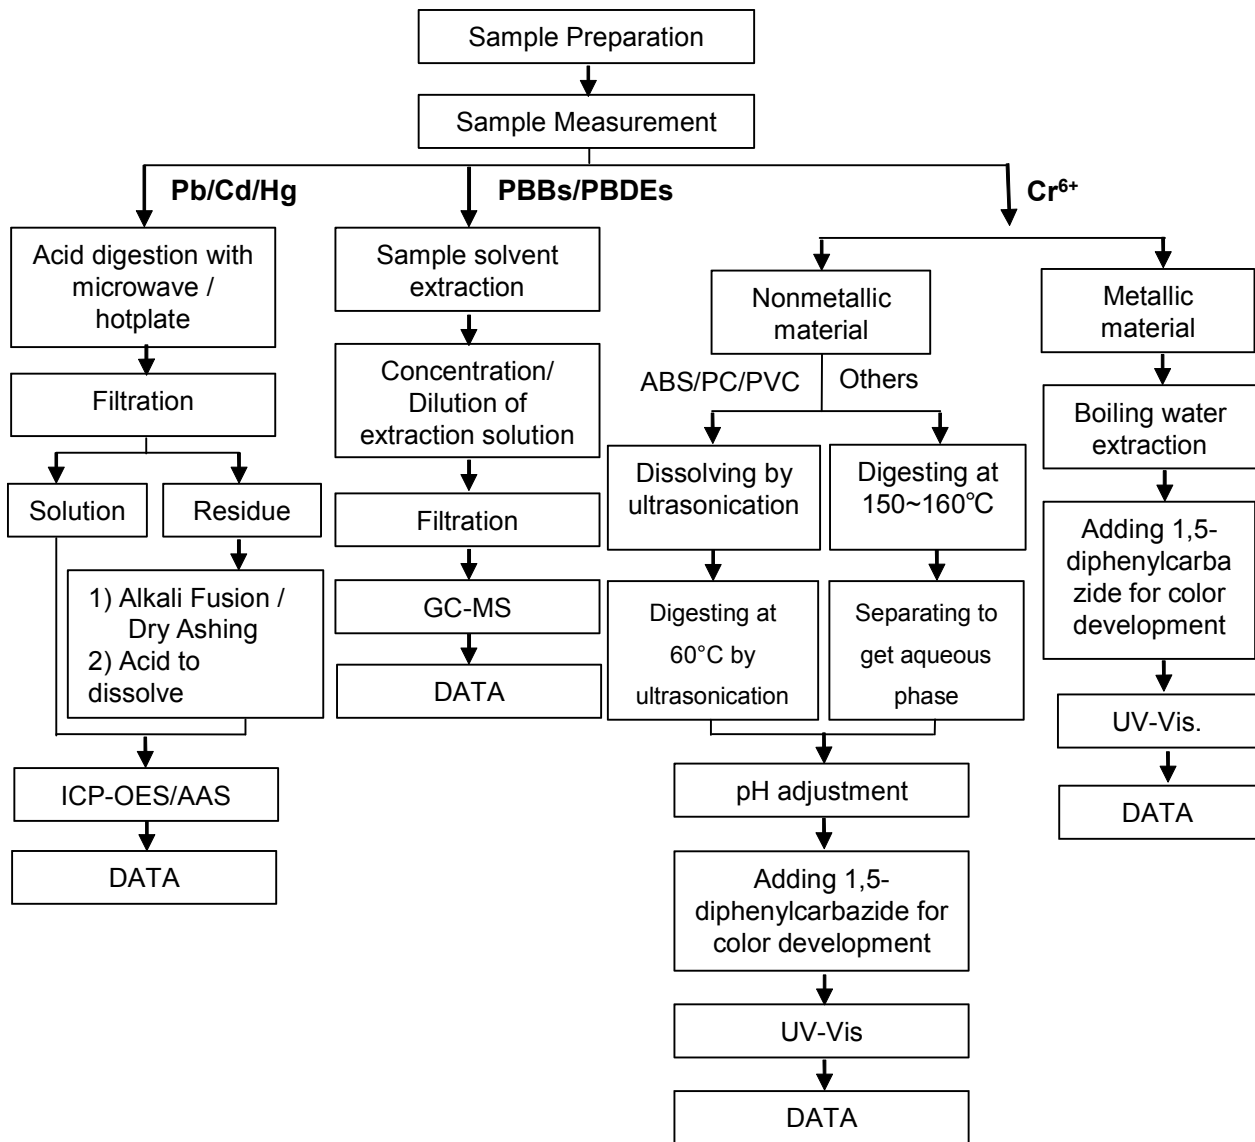 Sample Preparation
Sample Measurement
Pb/Cd/Hg
PBBs/PBDEs
Cr⁶⁺
Acid digestion with
microwave /
hotplate
Filtration
Solution
Residue
1) Alkali Fusion /
Dry Ashing
2) Acid to
dissolve
ICP-OES/AAS
DATA
Sample solvent
extraction
Concentration/
Dilution of
extraction solution
Filtration
GC-MS
DATA
Nonmetallic
material
ABS/PC/PVC
Others
Dissolving by
ultrasonication
Digesting at
60°C by
ultrasonication
Digesting at
150~160℃
Separating to
get aqueous
phase
pH adjustment
Adding 1,5-
diphenylcarbazide for
color development
UV-Vis
DATA
Metallic
material
Boiling water
extraction
Adding 1,5-
diphenylcarba
zide for color
development
UV-Vis.
DATA